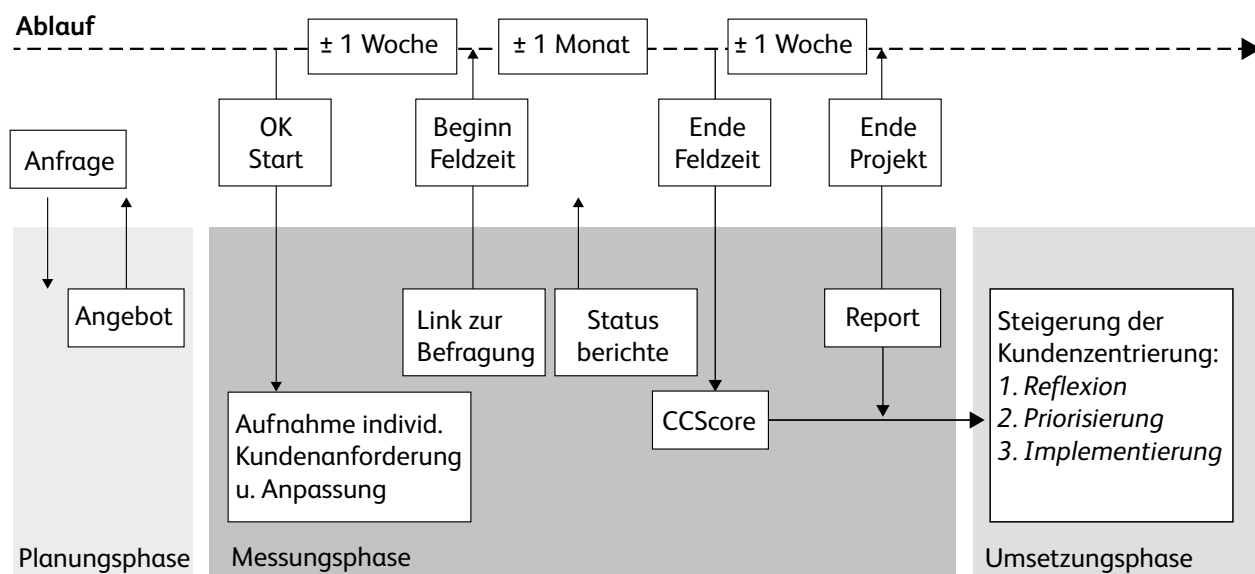 Ablauf
± 1 Woche
± 1 Monat
± 1 Woche
Anfrage
OK
Start
Beginn
Feldzeit
Ende
Feldzeit
Ende
Projekt
Angebot
Link zur
Befragung
Status
berichte
Report
Aufnahme individ.
Kundenanforderung
u. Anpassung
CCScore
Steigerung der
Kundenzentrierung:
1. Reflexion
2. Priorisierung
3. Implementierung
Planungsphase
Messungsphase
Umsetzungsphase